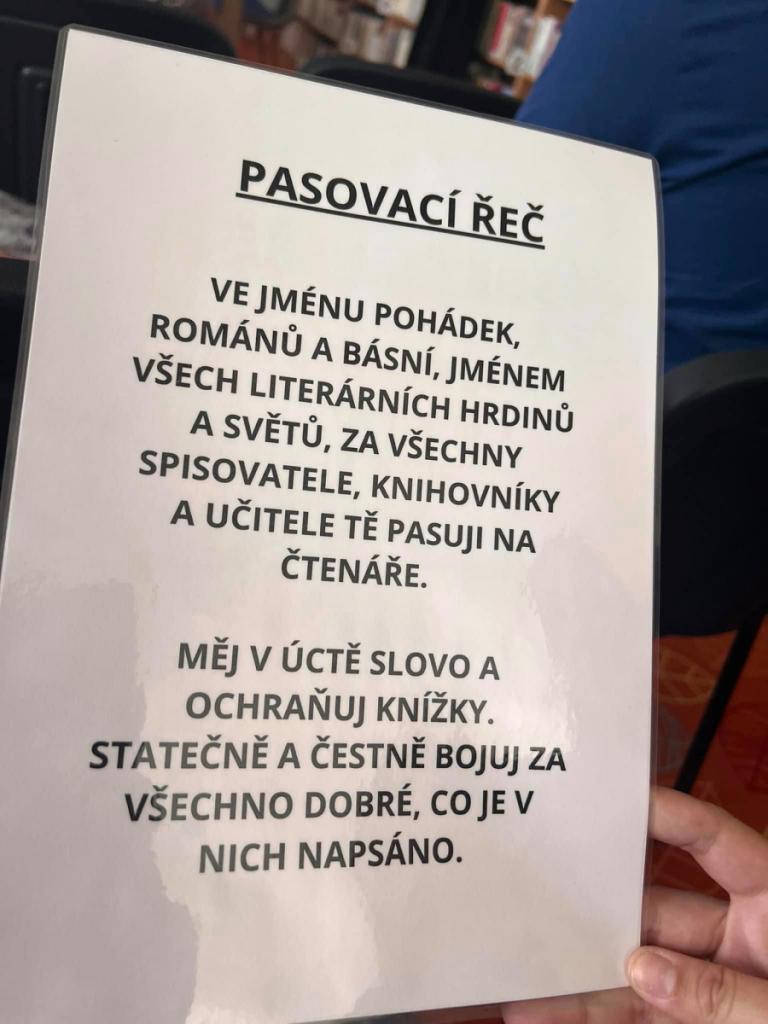 PASOVACÍ ŘEČ
VE JMÉNU POHÁDEK,
ROMÁNŮ A BÁSNÍ, JMÉNEM
VŠECH LITERÁRNÍCH HRDINŮ
A SVĚTŮ, ZA VŠECHNY
SPISOVATELE, KNIHOVNÍKY
A UČITELE TĚ PASUJI NA
ČTENÁŘE.
MĚJ V ÚCTĚ SLOVO A
OCHRAŇUJ KNÍŽKY.
STATEČNĚ A ČESTNĚ BOJUJ ZA
VŠECHNO DOBRÉ, CO JE V
NICH NAPSÁNO.